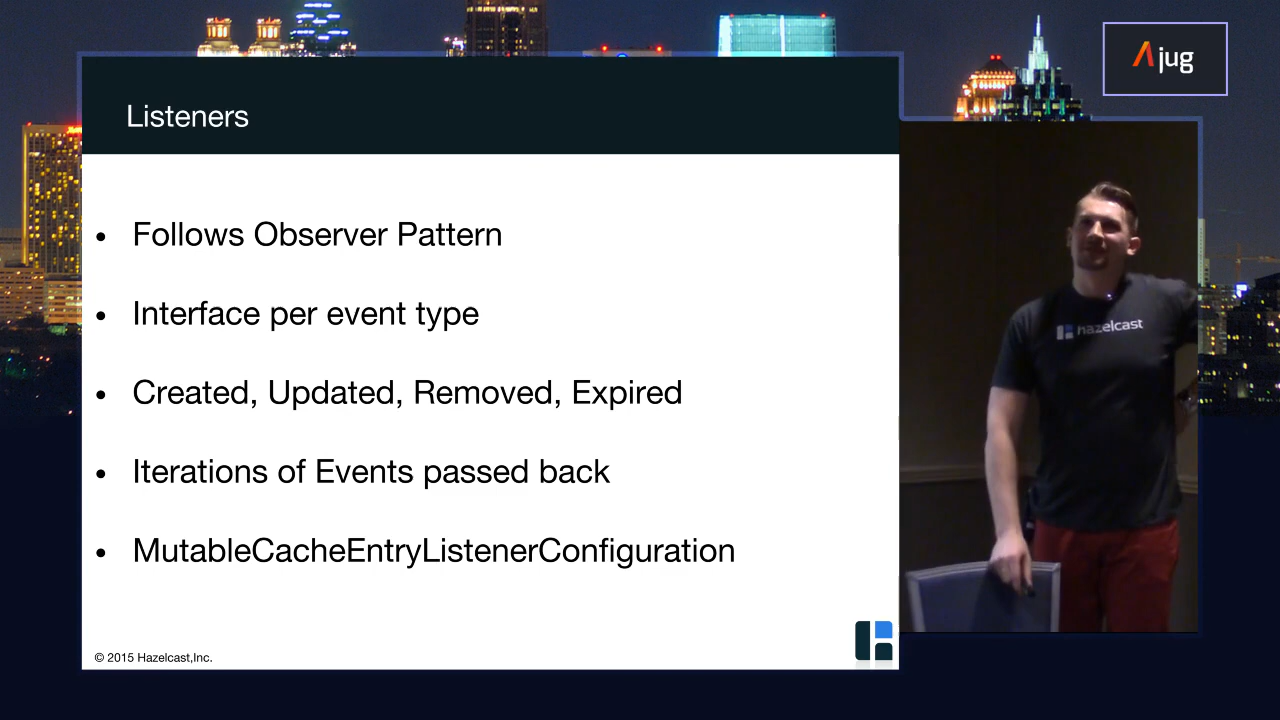 Ajug
Listeners
• Follows Observer Pattern
• Interface per event type
• Created, Updated, Removed, Expired
• Iterations of Events passed back
• MutableCacheEntryListenerConfiguration
© 2015 Hazelcast,Inc.
hazelcast